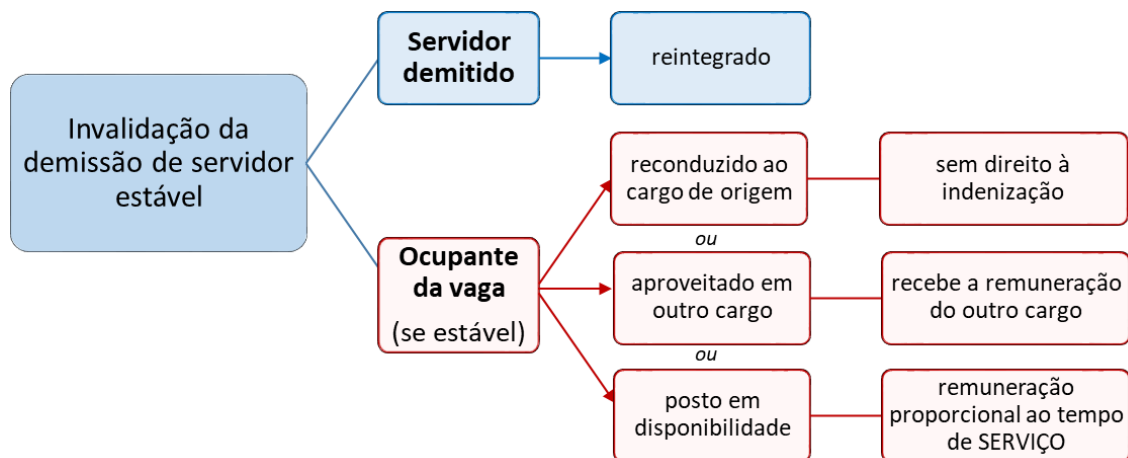 Invalidação da
demissão de servidor
estável
Servidor
demitido
reintegrado
Ocupante
da vaga
(se estável)
reconduzido ao
cargo de origem
sem direito à
indenização
ou
aproveitado em
outro cargo
recebe a remuneração
do outro cargo
ou
posto em
disponibilidade
remuneração
proporcional ao tempo
de SERVIÇO